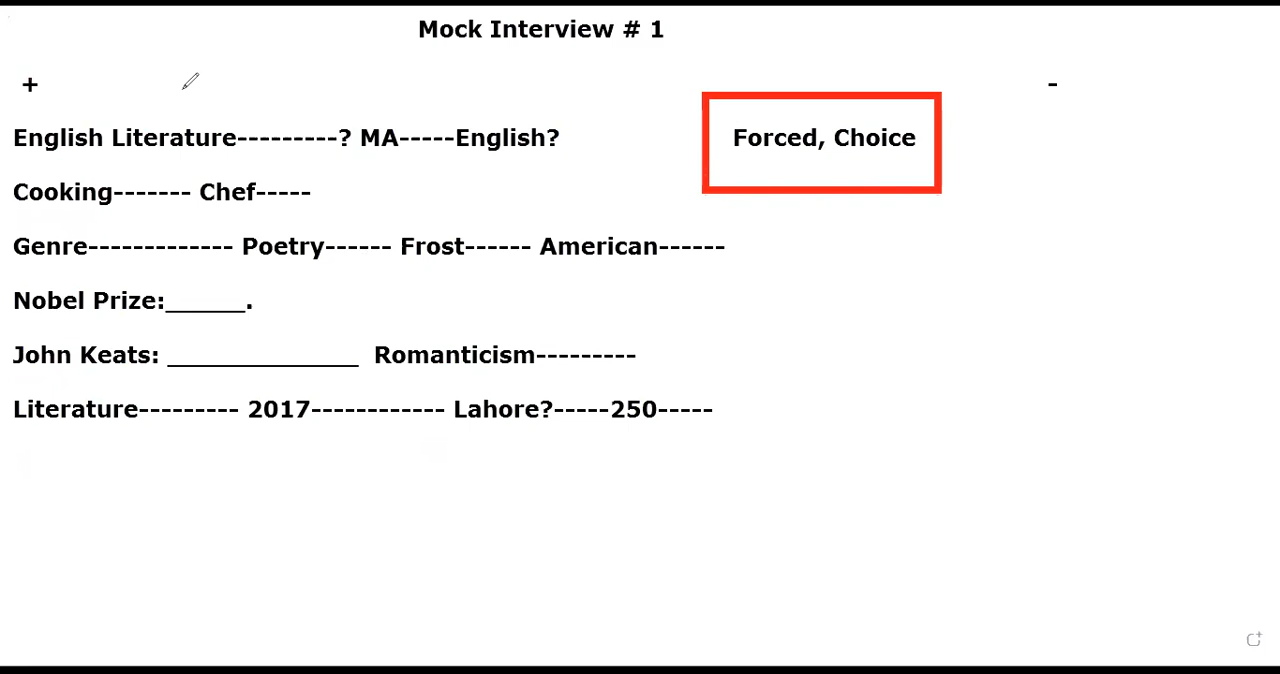 Mock Interview # 1
+ -
English Literature---------? MA-----English? Forced, Choice
Cooking------- Chef-----
Genre------------- Poetry------ Frost------ American------
Nobel Prize:______.
John Keats: ______________ Romanticism---------
Literature--------- 2017------------ Lahore?-----250-----